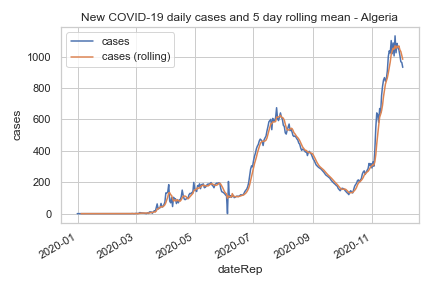 New COVID-19 daily cases and 5 day rolling mean - Algeria
cases
cases (rolling)
1000
800
600
400
200
0
cases
2020-01
2020-03
2020-05
2020-07
2020-09
2020-11
dateRep